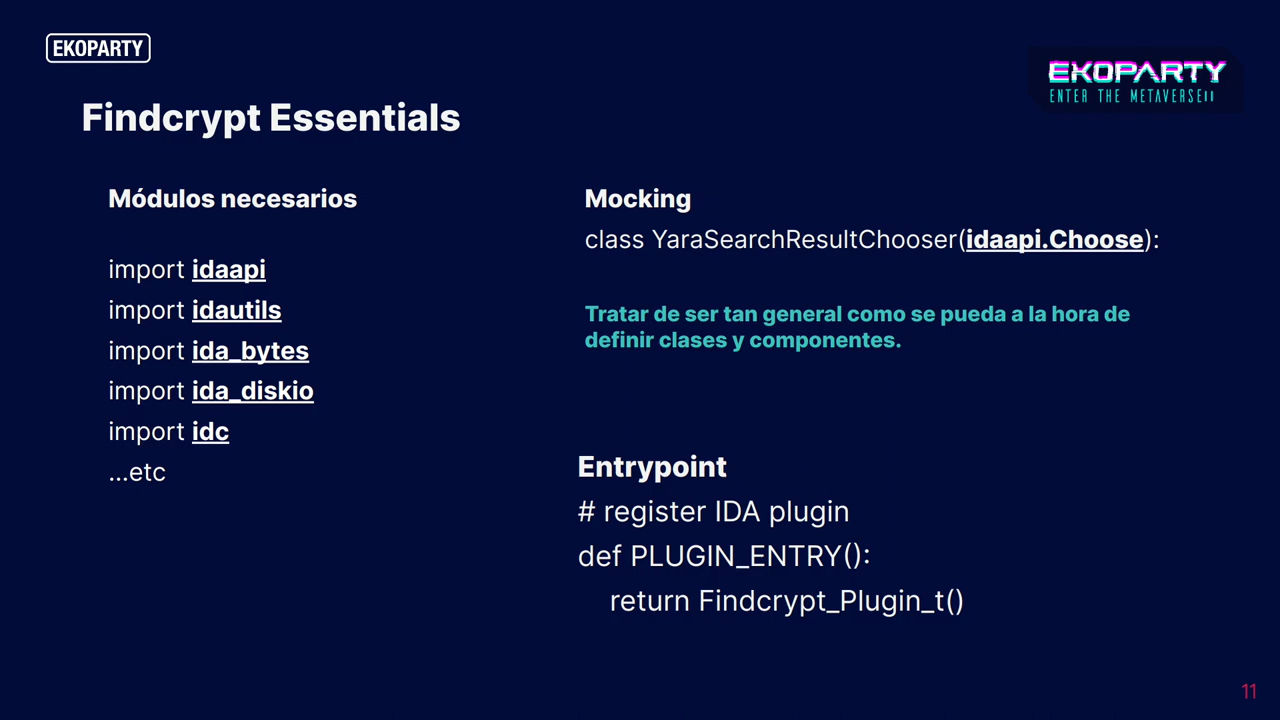 EKOPARTY
EKOPARTY
ENTER THE METAVERSE
Findcrypt Essentials
Módulos necesarios
import idaapi
import idautils
import ida_bytes
import ida_diskio
import idc
...etc
Mocking
class YaraSearchResultChooser(idaapi.Choose):
Tratar de ser tan general como se pueda a la hora de
definir clases y componentes.
Entrypoint
# register IDA plugin
def PLUGIN_ENTRY():
return Findcrypt_Plugin_t()
11